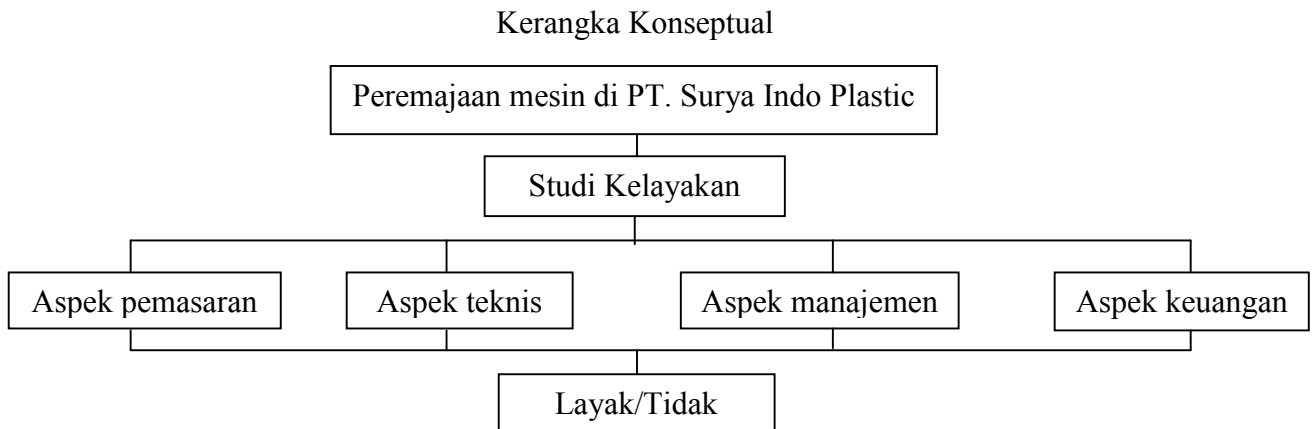 Kerangka Konseptual
Peremajaan mesin di PT. Surya Indo Plastic
Studi Kelayakan
Aspek pemasaran
Aspek teknis
Aspek manajemen
Aspek keuangan
Layak/Tidak